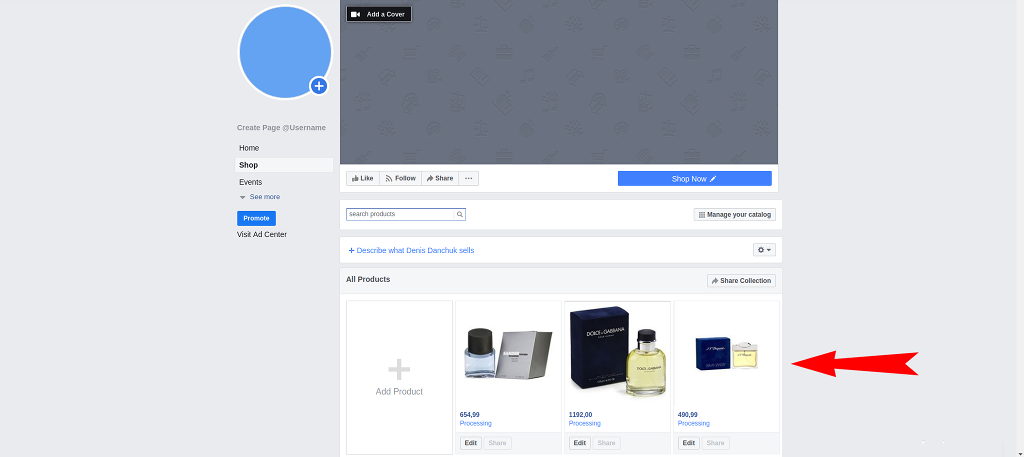 Add a Cover
Create Page @Username
Home
Shop
Events
See more
Promote
Visit Ad Center
Like
Follow
Share
Shop Now
search products
Manage your catalog
+ Describe what Denis Danchuk sells
All Products
Share Collection
Add Product
DOLCE & GABBANA
654,99
Processing
Edit
Share
1192,00
Processing
Edit
Share
490,99
Processing
Edit
Share